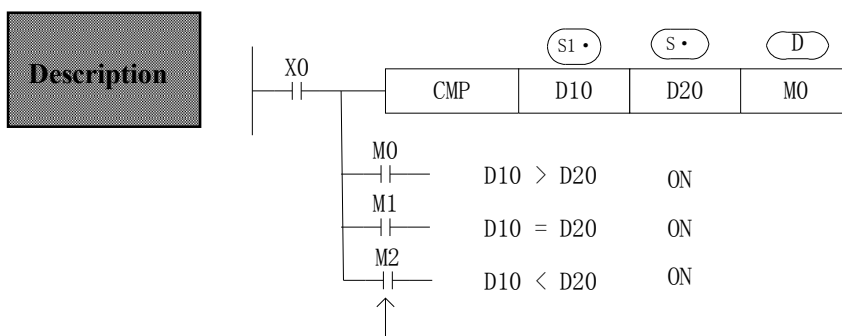 Description
S1· S· D
X0
CMP D10 D20 M0
M0
D10 > D20 ON
M1
D10 = D20 ON
M2
D10 < D20 ON